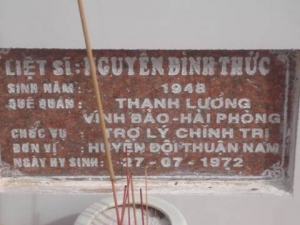 LIỆT SĨ: NGUYỄN ĐÌNH THỨC
SINH NĂM : 1948
QUÊ QUÁN : THANH LƯƠNG
VĨNH BẢO-HẢI PHÒNG
CHỨC VỤ : TRỢ LÝ CHÍNH TRỊ
ĐƠN VỊ : HUYỆN ĐỘI THUẬN NAM
NGÀY HY SINH: 27-07-1972